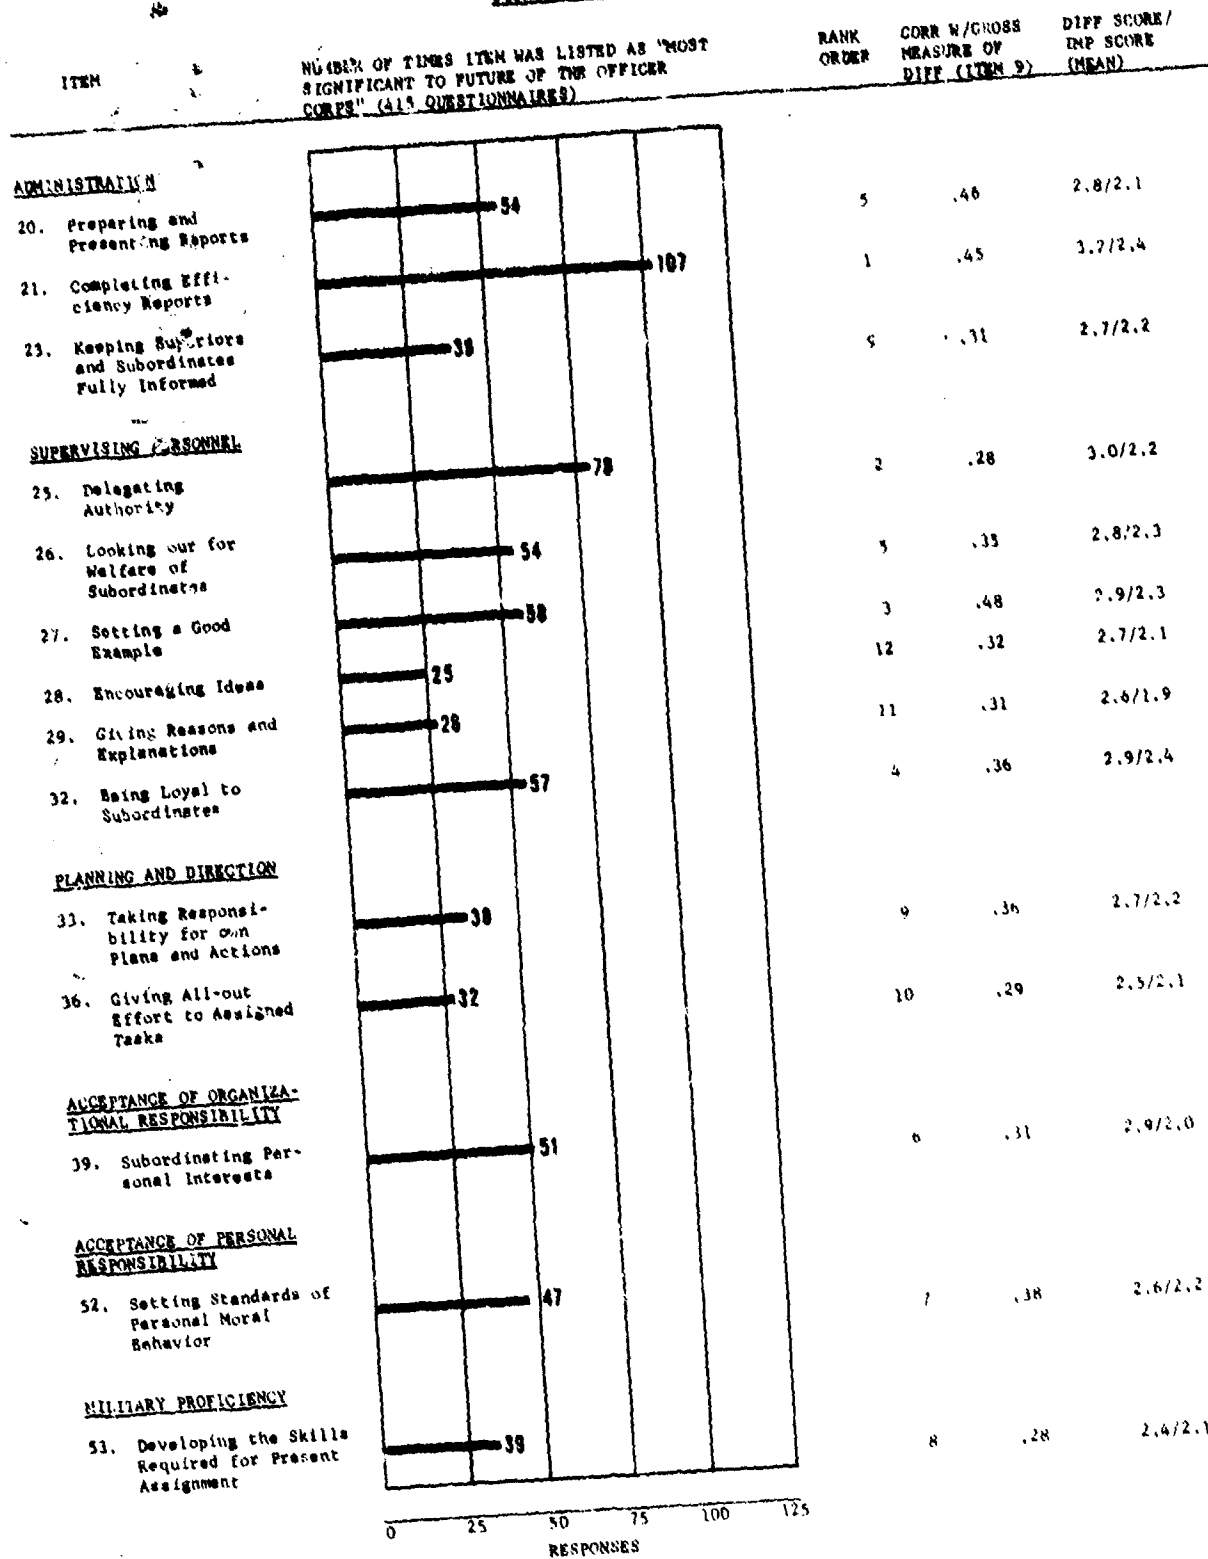 ITEM
NUMBER OF TIMES ITEM WAS LISTED AS "MOST
SIGNIFICANT TO FUTURE OF THE OFFICER
CORPS" (415 QUESTIONNAIRES)
RANK
ORDER
CORR W/GROSS
MEASURE OF
DIFF (ITEM 9)
DIFF SCORE/
IMP SCORE
(MEAN)
ADMINISTRATION
20. Preparing and
Presenting Reports
54 5 .46 2.8/2.1
21. Completing Effi-
ciency Reports
107 1 .45 3.7/2.4
23. Keeping Superiors
and Subordinates
Fully Informed
38 .31 2.7/2.2
SUPERVISING PERSONNEL
25. Delegating
Authority
78 2 .28 3.0/2.2
26. Looking out for
Welfare of
Subordinates
54 5 .35 2.8/2.3
27. Setting a Good
Example
58 3 .48 2.9/2.3
28. Encouraging Ideas
25 12 .32 2.7/2.1
29. Giving Reasons and
Explanations
28 11 .31 2.6/1.9
32. Being Loyal to
Subordinates
57 4 .36 2.9/2.4
PLANNING AND DIRECTION
33. Taking Responsi-
bility for own
Plans and Actions
38 9 .36 2.7/2.2
36. Giving All-out
Effort to Assigned
Tasks
32 10 .29 2.5/2.1
ACCEPTANCE OF ORGANIZA-
TIONAL RESPONSIBILITY
39. Subordinating Per-
sonal Interests
51 6 .31 2.9/2.0
ACCEPTANCE OF PERSONAL
RESPONSIBILITY
52. Setting Standards of
Personal Moral
Behavior
47 7 .38 2.6/2.2
MILITARY PROFICIENCY
53. Developing the Skills
Required for Present
Assignment
39 8 .28 2.4/2.1
0 25 50 75 100 125
RESPONSES